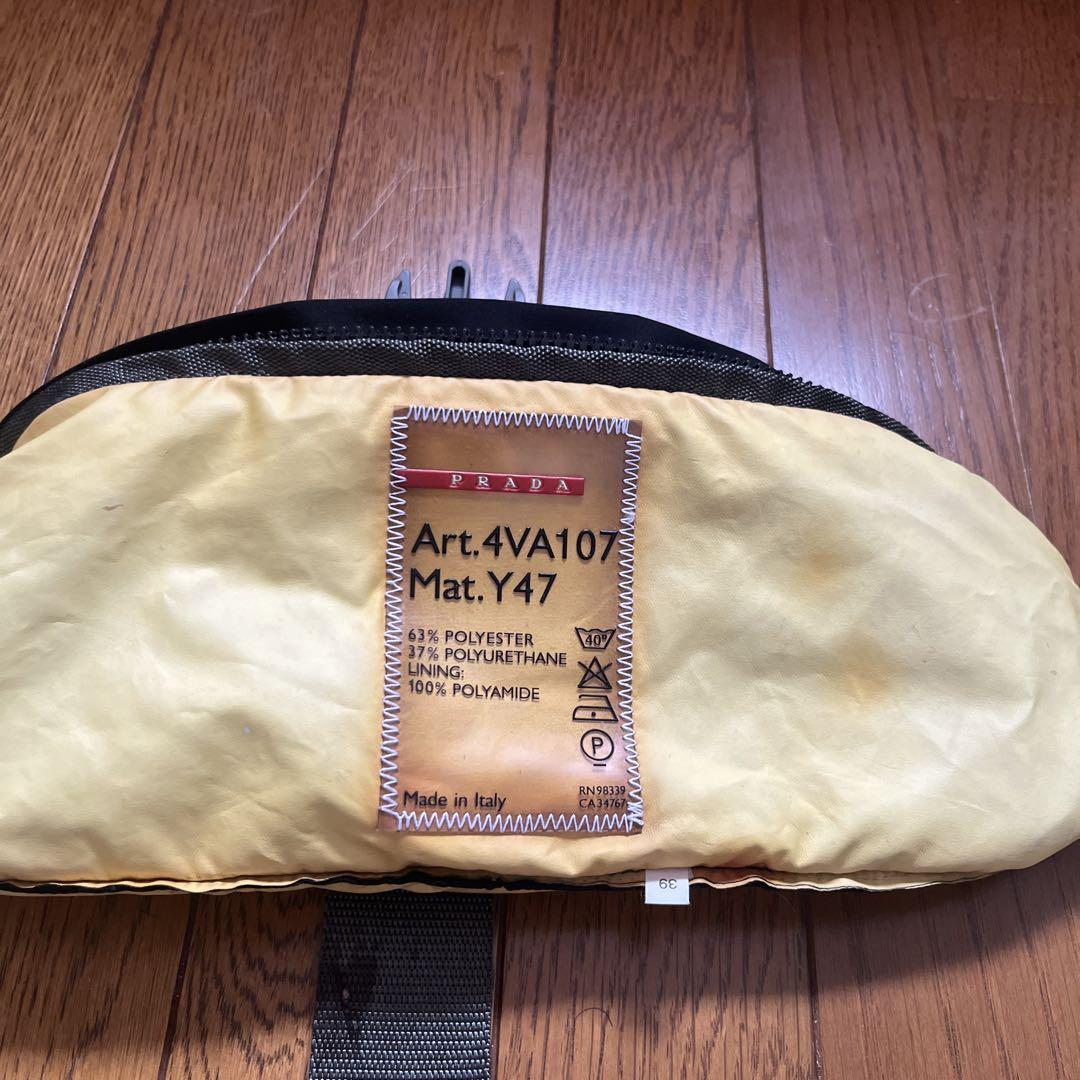 PRADA
Art.4VA107
Mat.Y47
63% POLYESTER
37% POLYURETHANE
LINING:
100% POLYAMIDE
40°
P
Made in Italy
RN98339
CA34767
39